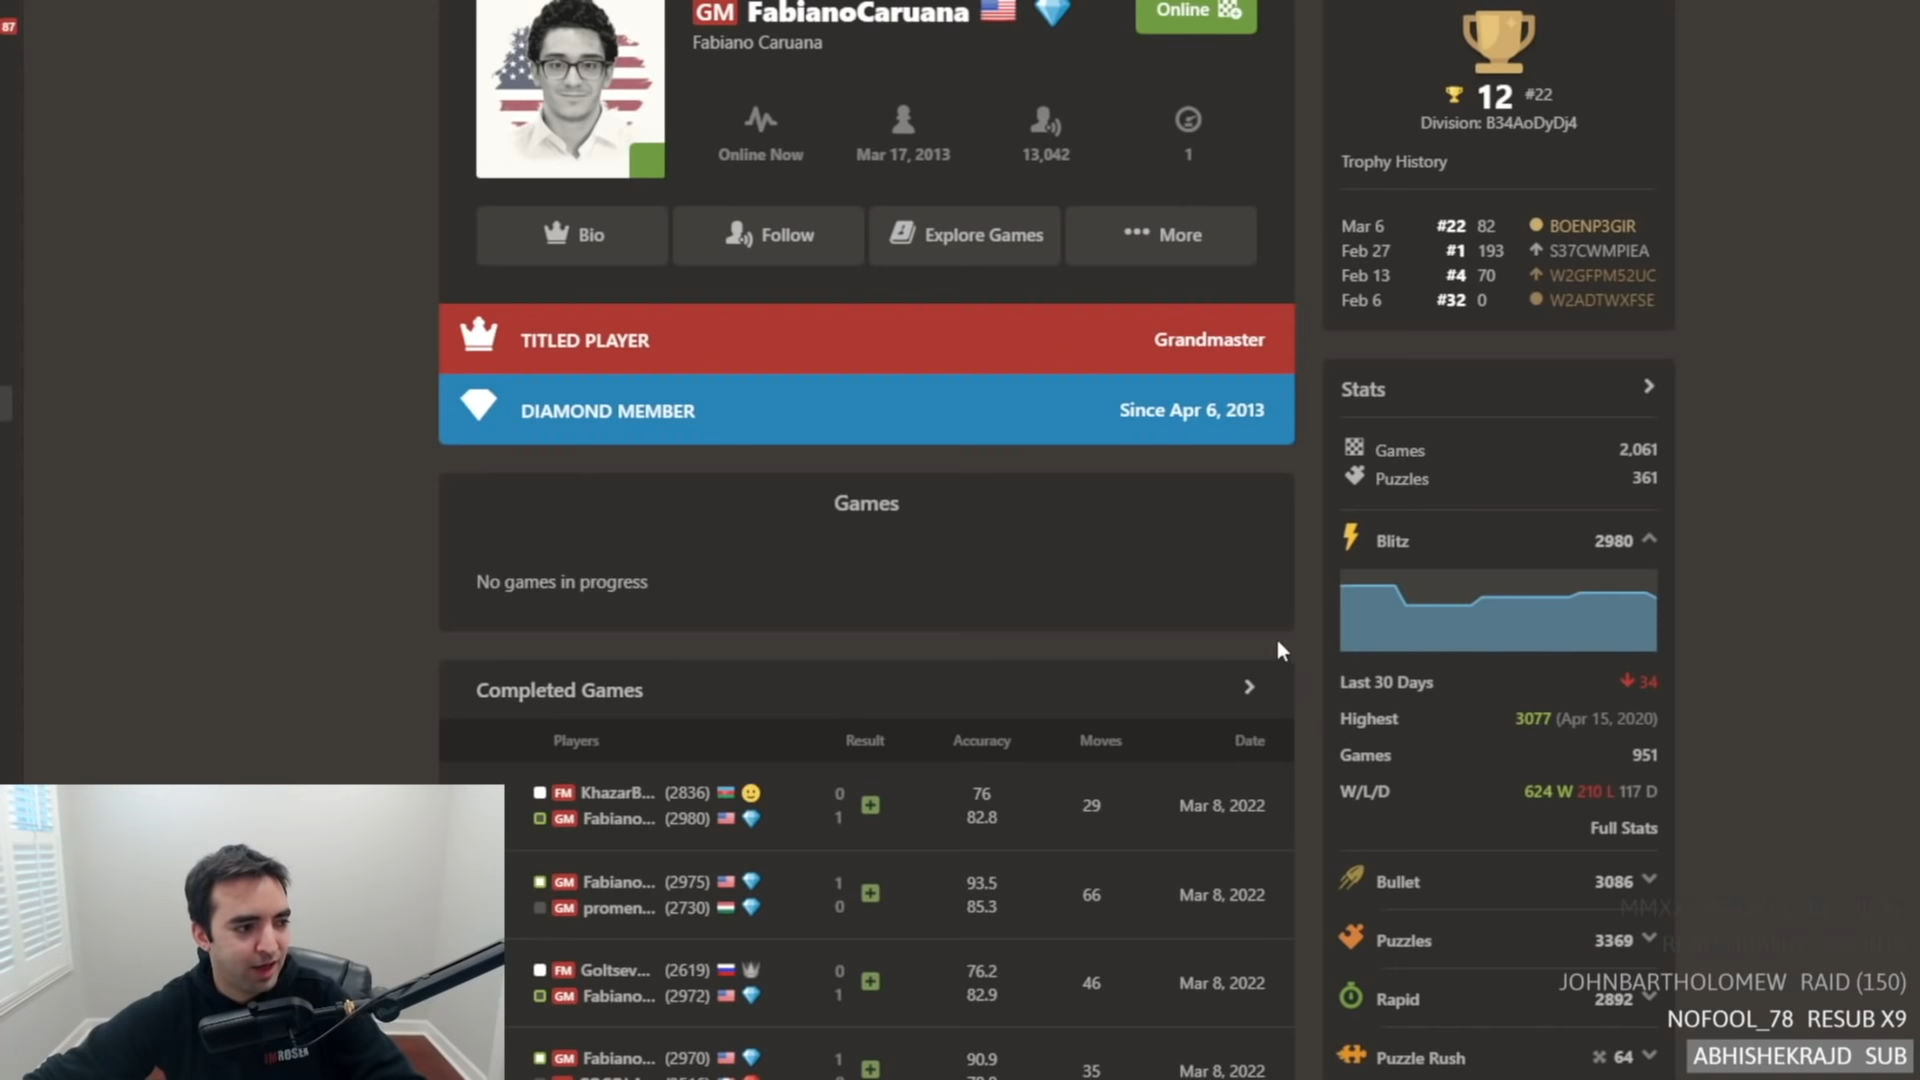 87
GM FabianoCaruana
Fabiano Caruana
Online
Online Now
Mar 17, 2013
13,042
1
Bio
Follow
Explore Games
More
TITLED PLAYER
Grandmaster
DIAMOND MEMBER
Since Apr 6, 2013
Games
No games in progress
Completed Games
Players Result Accuracy Moves Date
FM KhazarB... (2836) 0 76
GM Fabiano... (2980) 1 82.8
29 Mar 8, 2022
GM Fabiano... (2975) 1 93.5
GM promen... (2730) 0 85.3
66 Mar 8, 2022
FM Goltsev... (2619) 0 76.2
GM Fabiano... (2972) 1 82.9
46 Mar 8, 2022
GM Fabiano... (2970) 1 90.9
35 Mar 8, 2022
12 #22
Division: B34AoDyDj4
Trophy History
Mar 6 #22 82 BOENP3GIR
Feb 27 #1 193 S37CWMPIEA
Feb 13 #4 70 W2GFPM52UC
Feb 6 #32 0 W2ADTWXFSE
Stats
Games 2,061
Puzzles 361
Blitz 2980
Last 30 Days 34
Highest 3077 (Apr 15, 2020)
Games 951
W/L/D 624 W 210 L 117 D
Full Stats
Bullet 3086
Puzzles 3369
Rapid 2892
Puzzle Rush 64
JOHNBARTHOLOMEW RAID (150)
NOFOOL_78 RESUB X9
ABHISHEKRAJD SUB
IMROSEN